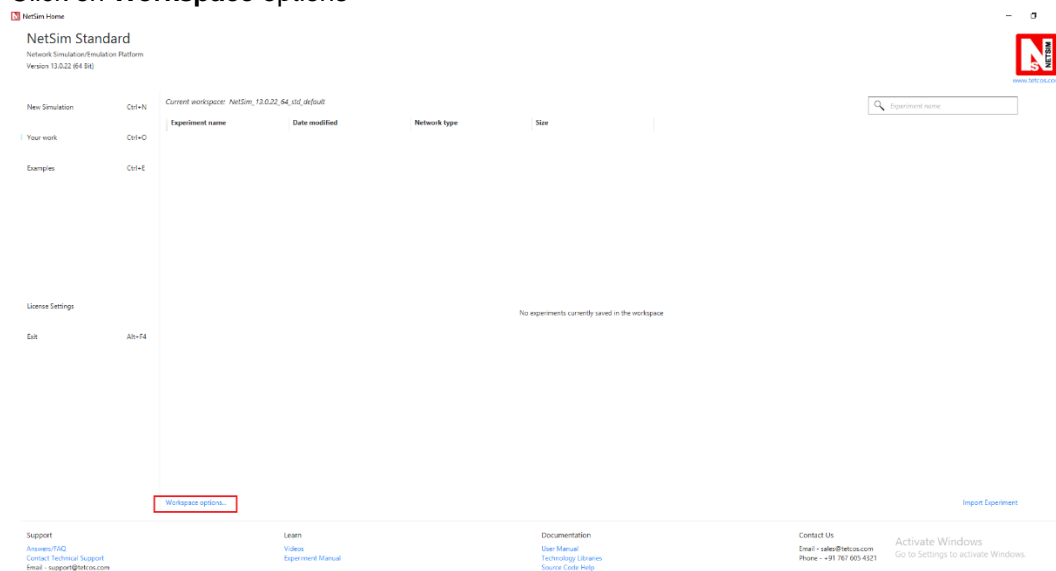 Click on Workspace options
NetSim Home
NetSim Standard
Network Simulation/Emulation Platform
Version 13.0.22 (64 Bit)
NETSIM
www.tetcos.com
New Simulation Ctrl+N
Your work Ctrl+O
Examples Ctrl+E
License Settings
Exit Alt+F4
Current workspace: NetSim_13.0.22_64_std_default
Experiment name
Experiment name Date modified Network type Size
No experiments currently saved in the workspace
Workspace options...
Import Experiment
Support
Answers/FAQ
Contact Technical Support
Email - support@tetcos.com
Learn
Videos
Experiment Manual
Documentation
User Manual
Technology Libraries
Source Code Help
Contact Us
Email - sales@tetcos.com
Phone - +91 767 605 4321
Activate Windows
Go to Settings to activate Windows.